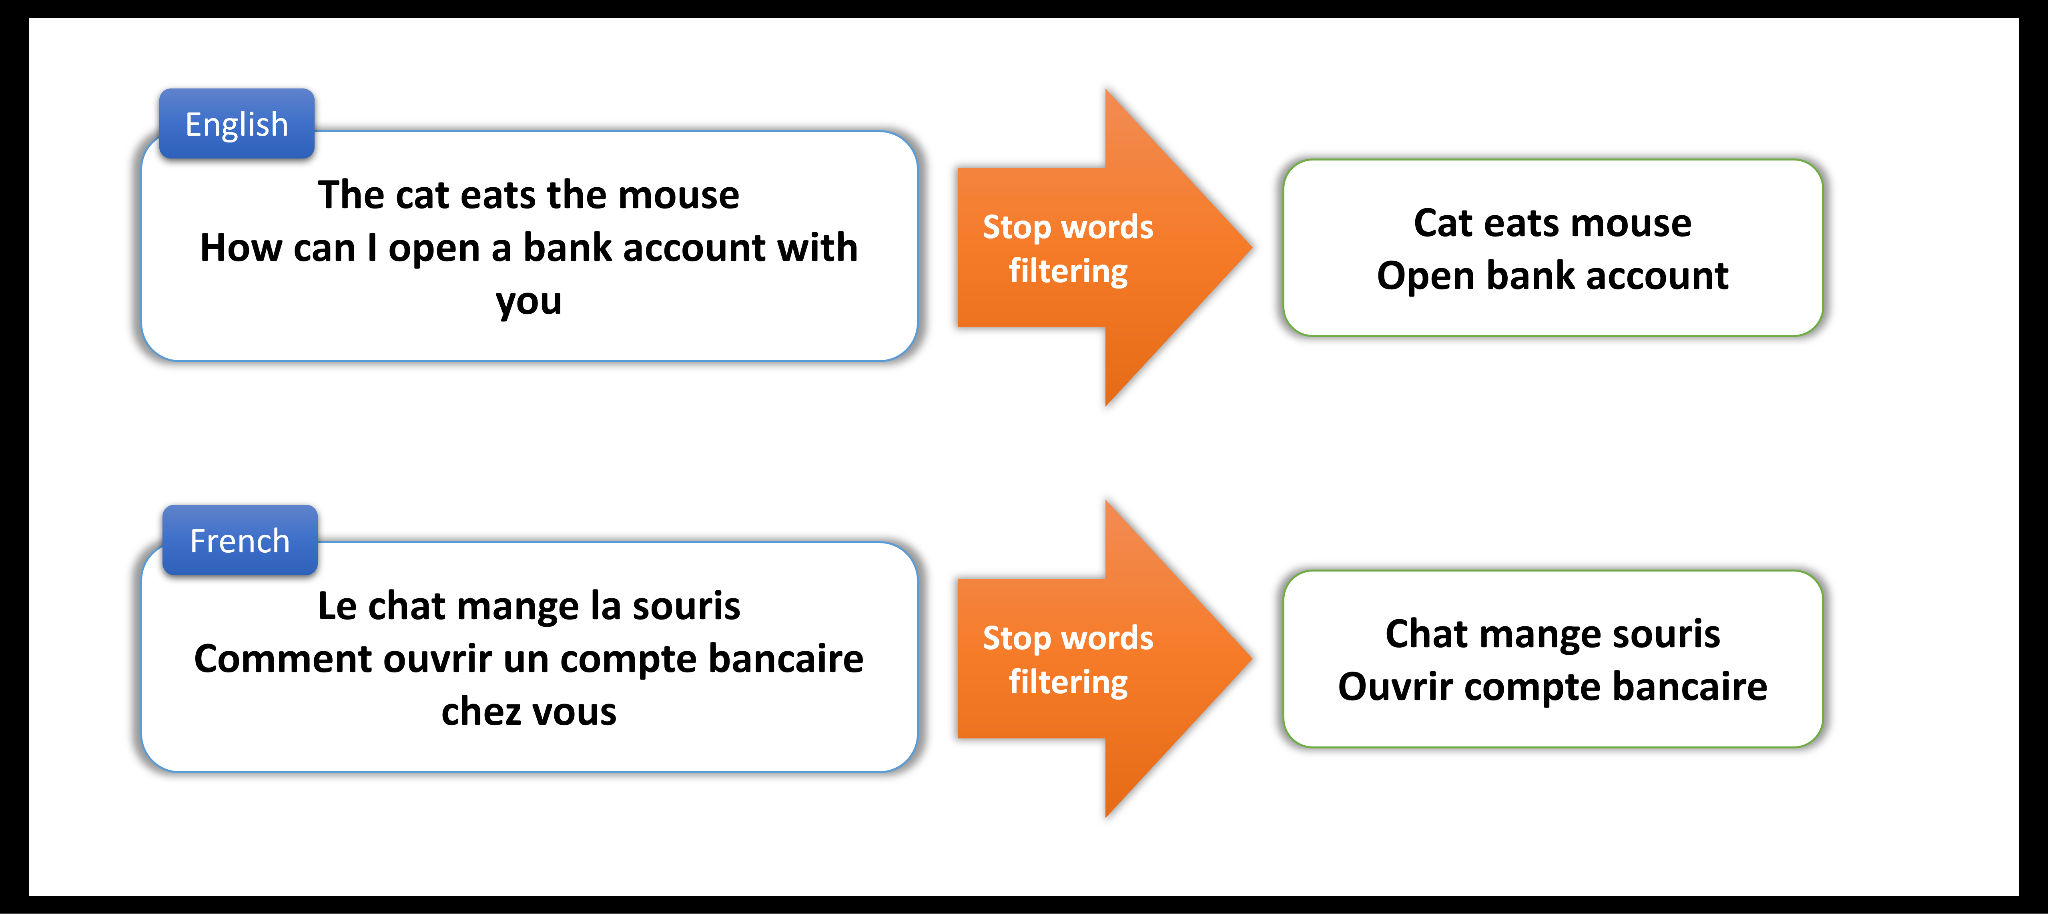 English
The cat eats the mouse
How can I open a bank account with
you
Stop words
filtering
Cat eats mouse
Open bank account
French
Le chat mange la souris
Comment ouvrir un compte bancaire
chez vous
Stop words
filtering
Chat mange souris
Ouvrir compte bancaire